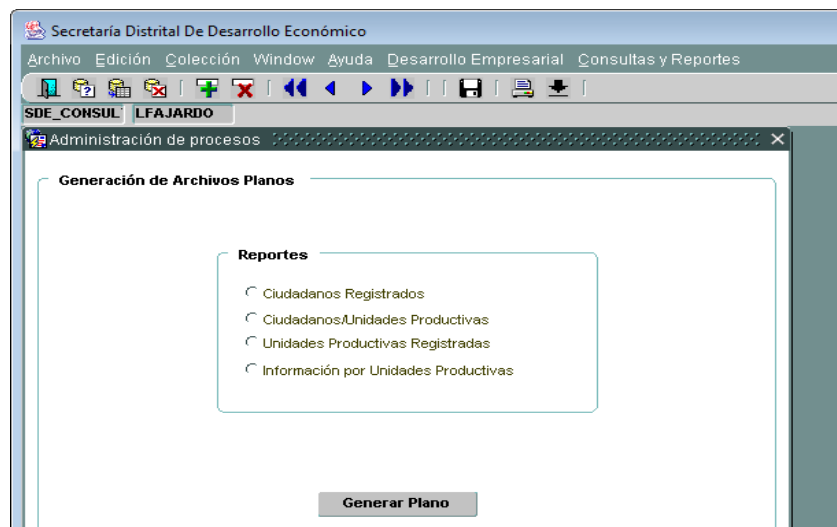 Secretaría Distrital De Desarrollo Económico
Archivo Edición Colección Window Ayuda Desarrollo Empresarial Consultas y Reportes
SDE_CONSUL LFAJARDO
Administración de procesos
Generación de Archivos Planos
Reportes
Ciudadanos Registrados
Ciudadanos/Unidades Productivas
Unidades Productivas Registradas
Información por Unidades Productivas
Generar Plano